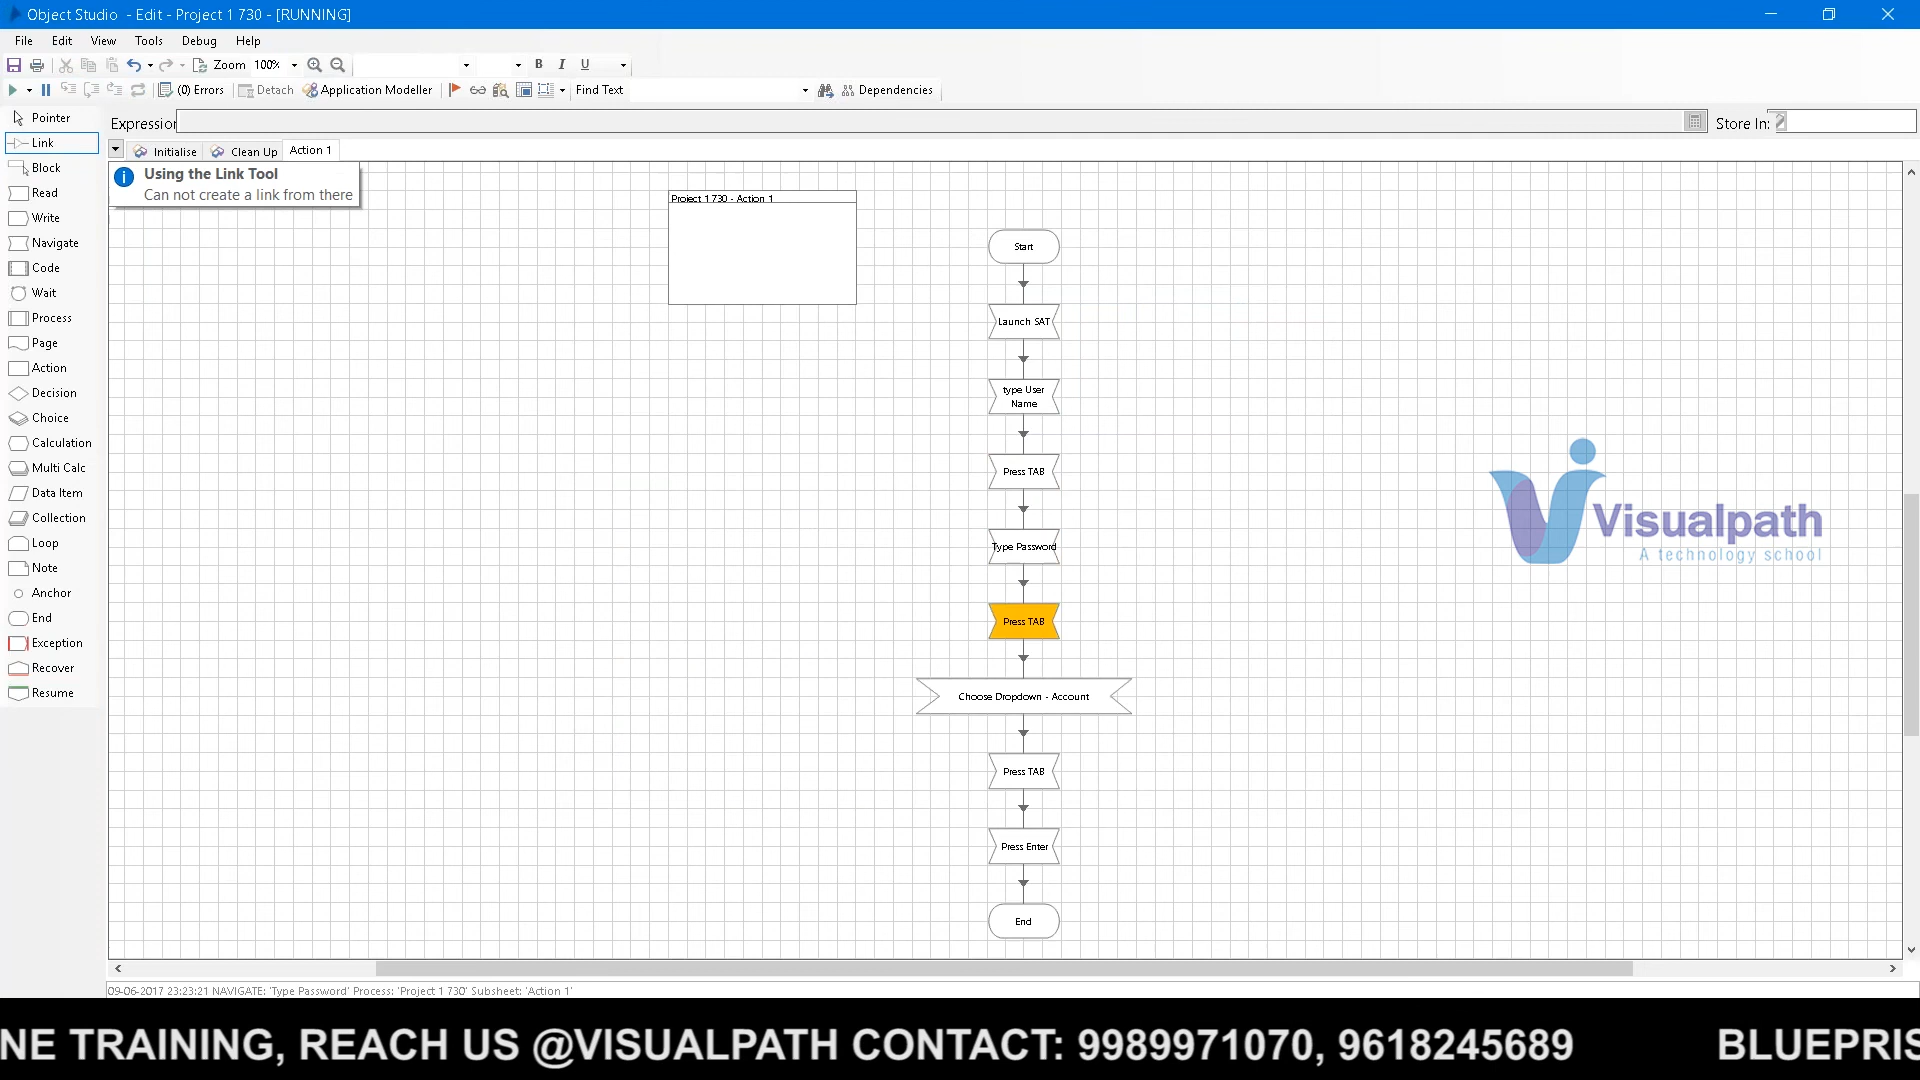 Object Studio - Edit - Project 1 730 - [RUNNING]
File Edit View Tools Debug Help
Zoom 100% B I U
(0) Errors Detach Application Modeller Find Text Dependencies
Pointer
Link
Block
Read
Write
Navigate
Code
Wait
Process
Page
Action
Decision
Choice
Calculation
Multi Calc
Data Item
Collection
Loop
Note
Anchor
End
Exception
Recover
Resume
Expression Store In:
Initialise Clean Up Action 1
Using the Link Tool
Can not create a link from there
Project 1 730 - Action 1
Start
Launch SAT
type User
Name
Press TAB
Type Password
Press TAB
Choose Dropdown - Account
Press TAB
Press Enter
End
Visualpath
A technology school
09-06-2017 23:23:21 NAVIGATE: 'Type Password' Process: 'Project 1 730' Subsheet: 'Action 1'
NE TRAINING, REACH US @VISUALPATH CONTACT: 9989971070, 9618245689 BLUEPRIS